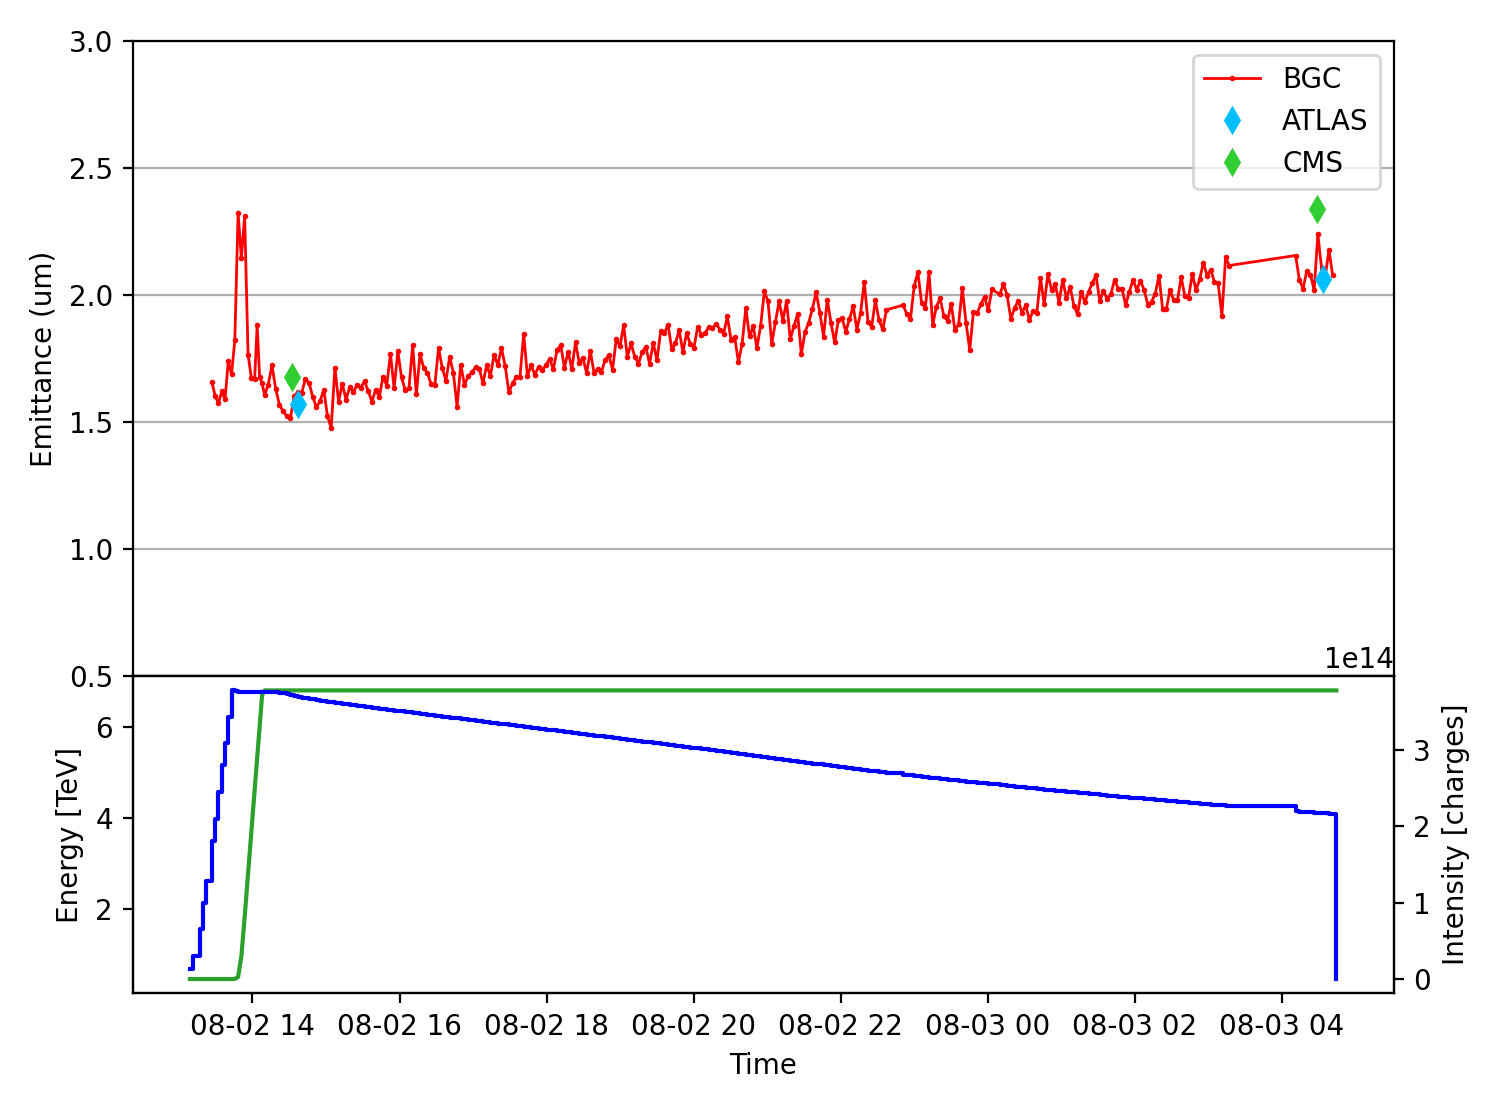 3.0
2.5
2.0
1.5
1.0
0.5
Emittance (um)
BGC
ATLAS
CMS
1e14
6
4
2
Energy [TeV]
3
2
1
0
Intensity [charges]
08-02 14 08-02 16 08-02 18 08-02 20 08-02 22 08-03 00 08-03 02 08-03 04
Time